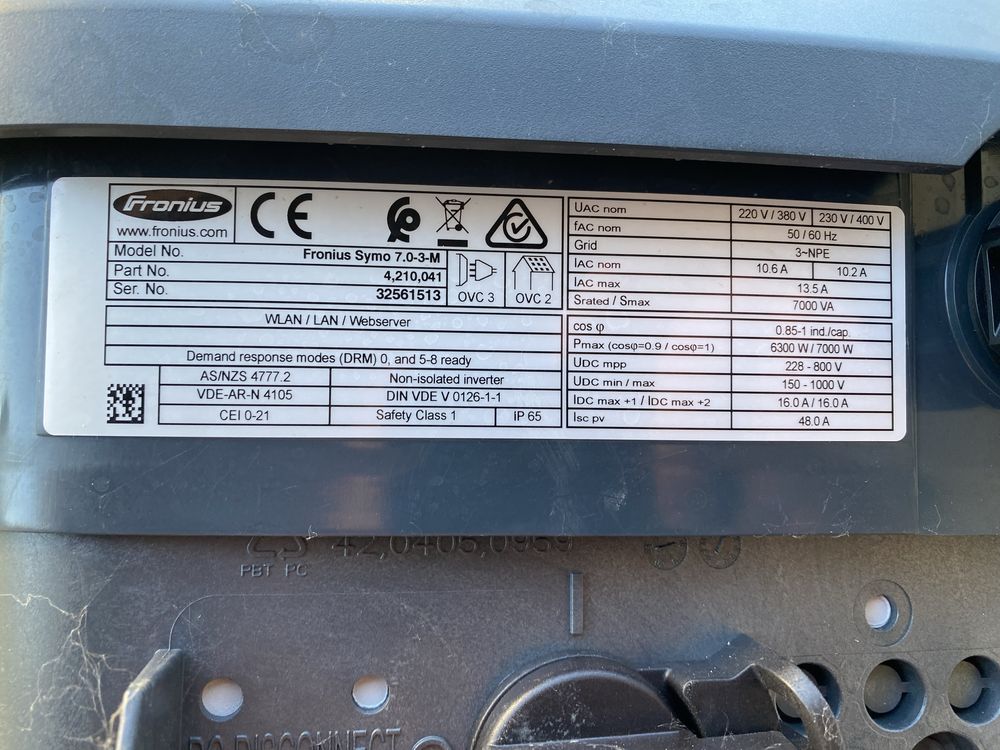 Fronius
www.fronius.com
CE
Model No. Fronius Symo 7.0-3-M
Part No. 4,210,041
Ser. No. 32561513
OVC 3 OVC 2
WLAN / LAN / Webserver
Demand response modes (DRM) 0, and 5-8 ready
AS/NZS 4777.2 Non-isolated inverter
VDE-AR-N 4105 DIN VDE V 0126-1-1
CEI 0-21 Safety Class 1 IP 65
UAC nom 220 V / 380 V 230 V / 400 V
fAC nom 50 / 60 Hz
Grid 3~NPE
IAC nom 10.6 A 10.2 A
IAC max 13.5 A
Srated / Smax 7000 VA
cos φ 0.85-1 ind./cap.
Pmax (cosφ=0.9 / cosφ=1) 6300 W / 7000 W
UDC mpp 228 - 800 V
UDC min / max 150 - 1000 V
IDC max +1 / IDC max +2 16.0 A / 16.0 A
Isc pv 48.0 A
42,0405,0959
PBT PC
DC DISCONNECT